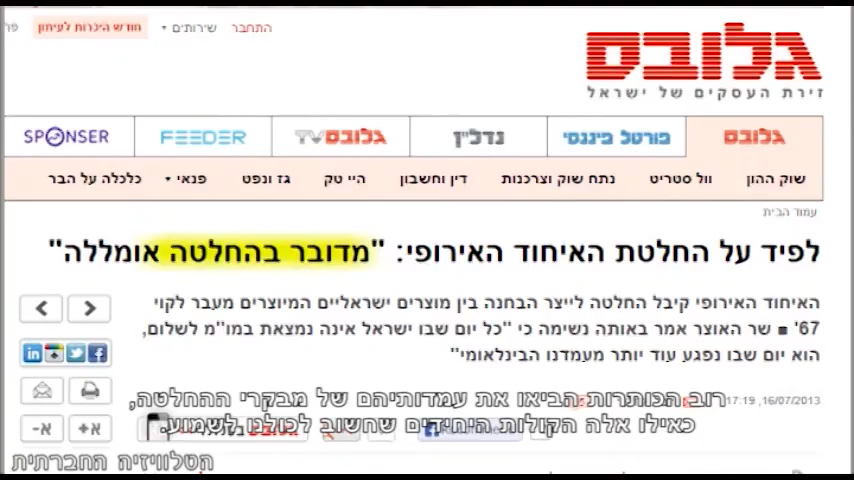 התחבר
שירותים
חודש היכרות לעיתון
גלובס
זירת העסקים של ישראל
גלובס
פורטל פיננסי
נדל"ן
גלובסTV
FEEDER
SPONSER
שוק ההון
וול סטריט
נתח שוק וצרכנות
דין וחשבון
היי טק
גז ונפט
פנאי
כלכלה על הבר
עמוד הבית
לפיד על החלטת האיחוד האירופי: "מדובר בהחלטה אומללה"
האיחוד האירופי קיבל החלטה לייצר הבחנה בין מוצרים ישראליים המיוצרים מעבר לקווי
67' ■ שר האוצר אמר באותה נשימה כי "כל יום שבו ישראל אינה נמצאת במו"מ לשלום,
הוא יום שבו נפגע עוד יותר מעמדנו הבינלאומי"
16/07/2013, 17:19
רוב הכותרות הביאו את עמדותיהם של מבקרי ההחלטה,
כאילו אלה הקולות היחידים שחשוב לכולנו לשמוע.
א+
א-
הטלוויזיה החברתית